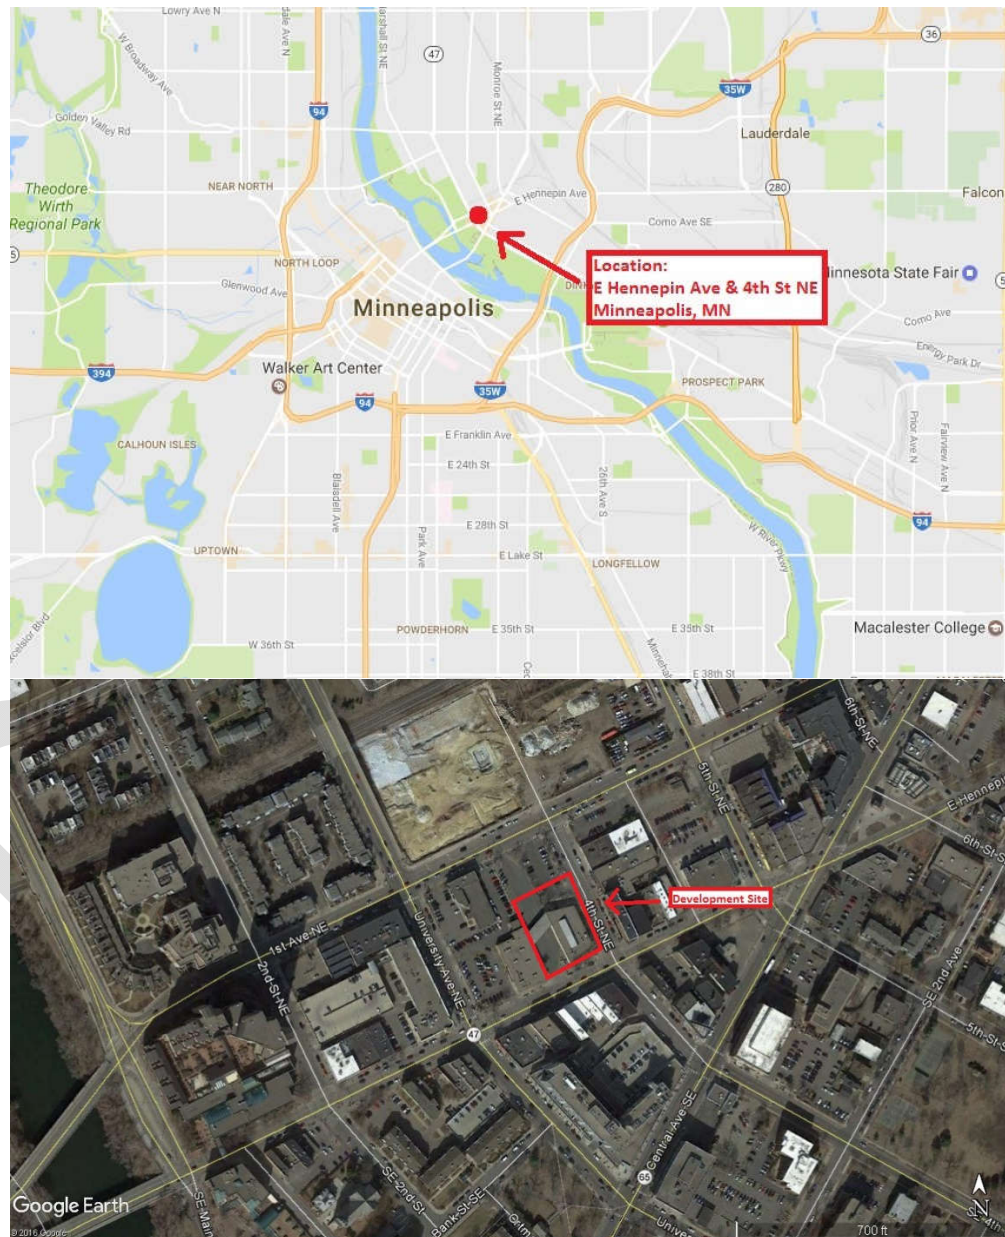 Lowry Ave N
Marshall St NE
47
36
W Broadway Ave
Monroe St NE
94
35W
Golden Valley Rd
Lauderdale
NEAR NORTH
E Hennepin Ave
280
Theodore
Wirth
Regional Park
Como Ave SE
Falcon
NORTH LOOP
Location:
E Hennepin Ave & 4th St NE
Minneapolis, MN
innesota State Fair
Glenwood Ave
Minneapolis
Como Ave
Energy Park Dr
Walker Art Center
394
94
35W
PROSPECT PARK
Prior Ave N
Fairview Ave N
CALHOUN ISLES
E Franklin Ave
E 24th St
Blaisdell Ave
26th Ave S
Park Ave
E 28th St
94
W River Pkwy
UPTOWN
E Lake St
LONGFELLOW
POWDERHORN
E 35th St
E 35th St
Macalester College
W 36th St
E 38th St
6th-St-NE
5th-St-NE
E-Hennepin
6th-St-S
Development Site
4th-St-NE
1st-Ave-NE
University-Ave-NE
2nd-St-NE
SE-2nd-Ave
5th-St-S
47
Central-Ave-SE
SE-2nd-St
65
Google Earth
Bank-St-SE
SE-Main
N
© 2016 Google
700 ft